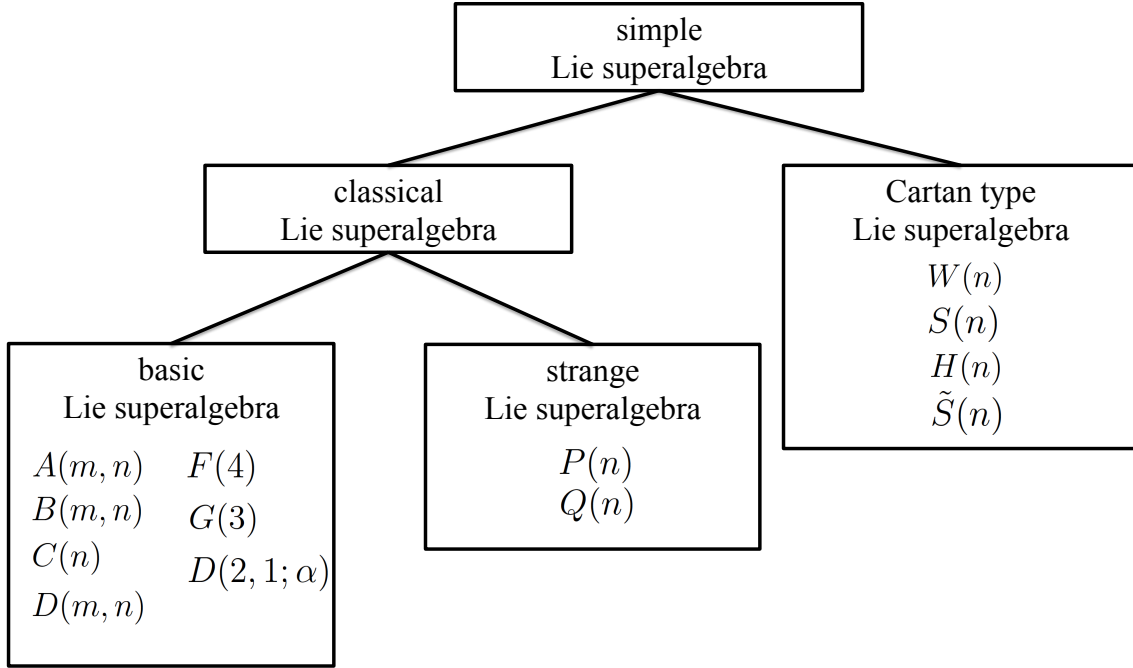 simple
Lie superalgebra
classical
Lie superalgebra
Cartan type
Lie superalgebra
W(n)
S(n)
H(n)
S̃(n)
basic
Lie superalgebra
A(m, n) F(4)
B(m, n) G(3)
C(n) D(2, 1; α)
D(m, n)
strange
Lie superalgebra
P(n)
Q(n)